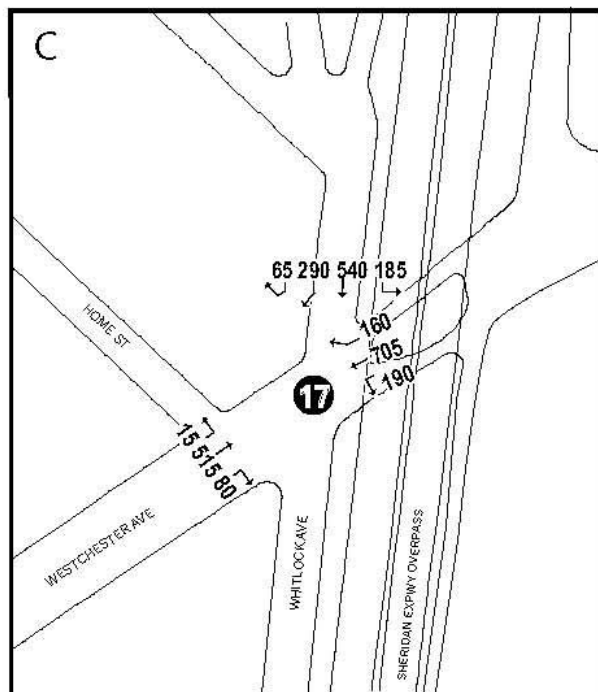 C
65 290 540 185
160
705
190
HOME ST
17
15 515 80
WESTCHESTER AVE
WHITLOCK AVE
SHERIDAN EXPWY OVERPASS